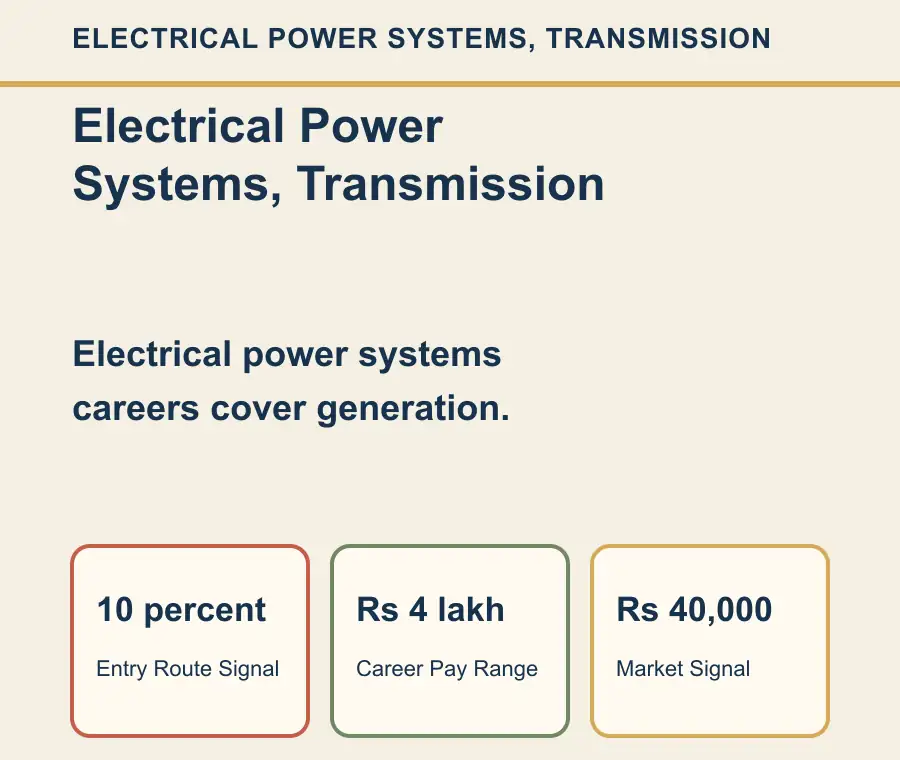 ELECTRICAL POWER SYSTEMS, TRANSMISSION
Electrical Power
Systems, Transmission
Electrical power systems
careers cover generation.
10 percent
Entry Route Signal
Rs 4 lakh
Career Pay Range
Rs 40,000
Market Signal